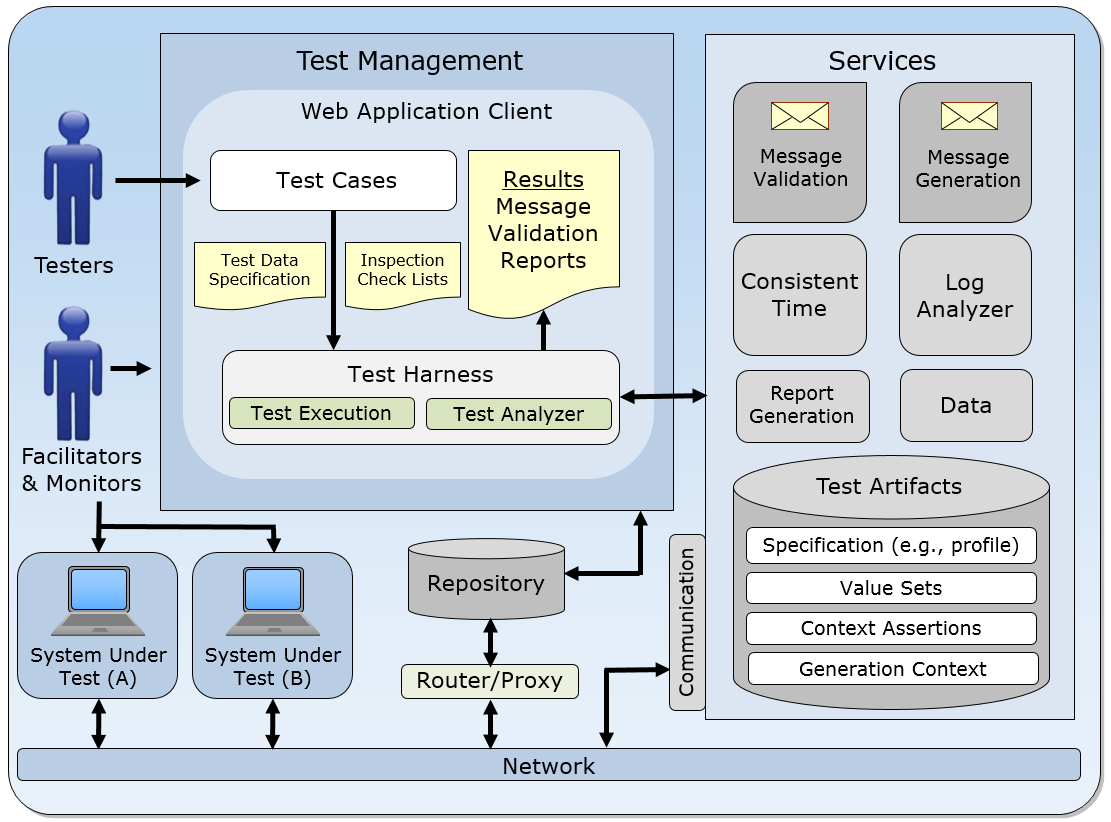 Test Management
Web Application Client
Test Cases
Results
Message
Validation
Reports
Test Data
Specification
Inspection
Check Lists
Test Harness
Test Execution
Test Analyzer
Testers
Facilitators
& Monitors
System Under
Test (A)
System Under
Test (B)
Repository
Router/Proxy
Communication
Network
Services
Message
Validation
Message
Generation
Consistent
Time
Log
Analyzer
Report
Generation
Data
Test Artifacts
Specification (e.g., profile)
Value Sets
Context Assertions
Generation Context